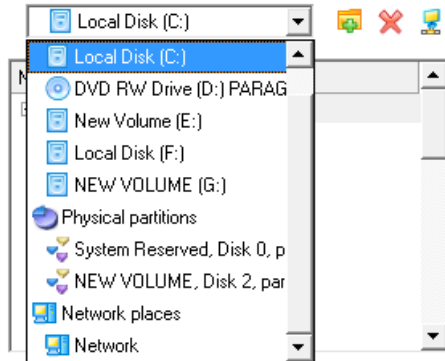 Local Disk (C:)
Local Disk (C:)
DVD RW Drive (D:) PARAG
New Volume (E:)
Local Disk (F:)
NEW VOLUME (G:)
Physical partitions
System Reserved, Disk 0, p
NEW VOLUME, Disk 2, par
Network places
Network